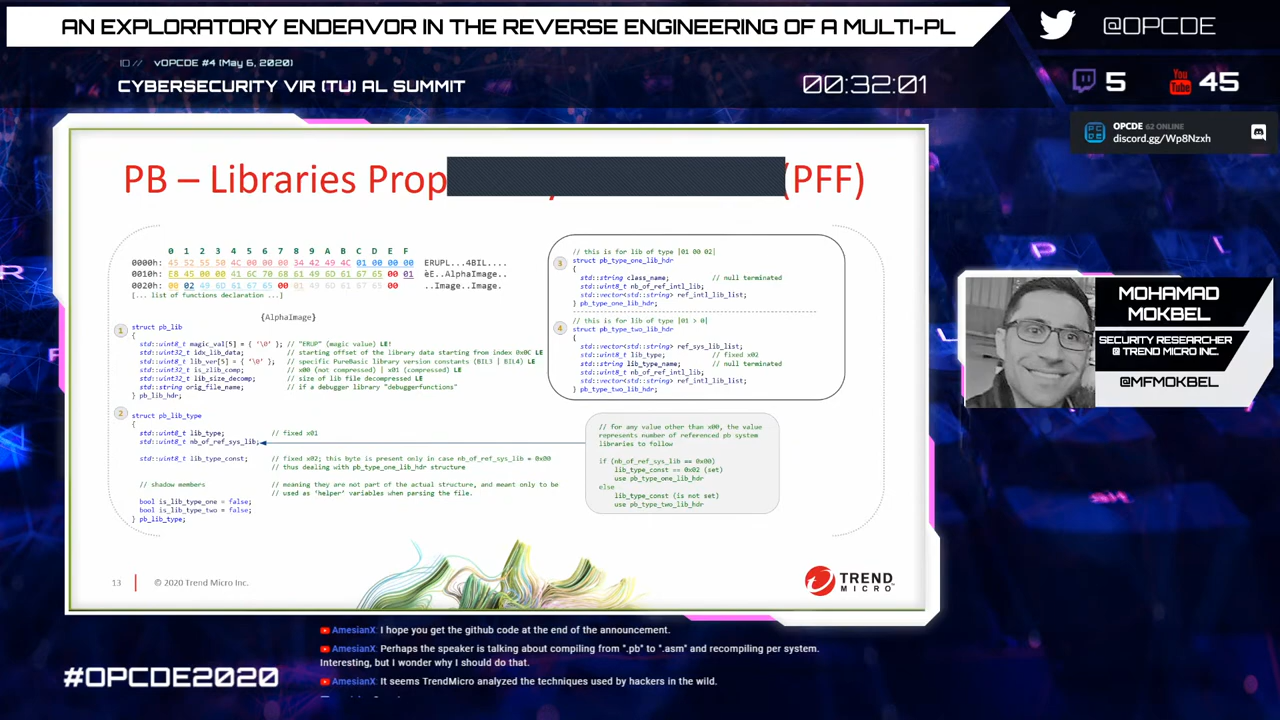 AN EXPLORATORY ENDEAVOR IN THE REVERSE ENGINEERING OF A MULTI-PL
@OPCDE
ID // vOPCDE #4 (May 6, 2020)
CYBERSECURITY VIR (TU) AL SUMMIT
00:32:01
5
You Tube
45
OPCDE 62 ONLINE
discord.gg/Wp8Nzxh
PB – Libraries Prop
(PFF)
0 1 2 3 4 5 6 7 8 9 A B C D E F
0000h: 45 52 55 50 4C 00 00 00 34 42 49 4C 01 00 00 00 ERUPL...4BIL....
0010h: E8 45 00 00 41 6C 70 68 61 49 6D 61 67 65 00 01 èE..AlphaImage..
0020h: 00 02 49 6D 61 67 65 00 01 49 6D 61 67 65 00 ..Image..Image.
[... list of functions declaration ...]
{AlphaImage}
1
struct pb_lib
{
std::uint8_t magic_val[5] = { '\0' }; // "ERUP" (magic value) LE!
std::uint32_t idx_lib_data; // starting offset of the library data starting from index 0x0C LE
std::uint8_t lib_ver[5] = { '\0' }; // specific PureBasic library version constants (BIL3 | BIL4) LE
std::uint8_t is_zlib_comp; // x00 (not compressed) | x01 (compressed) LE
std::uint32_t lib_size_decomp; // size of lib file decompressed LE
std::string orig_file_name; // if a debugger library "debuggerfunctions"
} pb_lib_hdr;
2
struct pb_lib_type
{
std::uint8_t lib_type; // fixed x01
std::uint8_t nb_of_ref_sys_lib;
std::uint8_t lib_type_const; // fixed x02; this byte is present only in case nb_of_ref_sys_lib = 0x00
// thus dealing with pb_type_one_lib_hdr structure
// shadow members // meaning they are not part of the actual structure, and meant only to be
// used as 'helper' variables when parsing the file.
bool is_lib_type_one = false;
bool is_lib_type_two = false;
} pb_lib_type;
// this is for lib of type |01 00 02|
3
struct pb_type_one_lib_hdr
{
std::string class_name; // null terminated
std::uint8_t nb_of_ref_intl_lib;
std::vector<std::string> ref_intl_lib_list;
} pb_type_one_lib_hdr;
// this is for lib of type |01 > 0|
4
struct pb_type_two_lib_hdr
{
std::vector<std::string> ref_sys_lib_list;
std::uint8_t lib_type; // fixed x02
std::string lib_type_name; // null terminated
std::uint8_t nb_of_ref_intl_lib;
std::vector<std::string> ref_intl_lib_list;
} pb_type_two_lib_hdr;
// for any value other than x00, the value
represents number of referenced pb system
libraries to follow
if (nb_of_ref_sys_lib == 0x00)
lib_type_const == 0x02 (set)
use pb_type_one_lib_hdr
else
lib_type_const (is not set)
use pb_type_two_lib_hdr
13
© 2020 Trend Micro Inc.
TREND
MICRO
MOHAMAD
MOKBEL
SECURITY RESEARCHER
@ TREND MICRO INC.
@MFMOKBEL
#OPCDE2020
AmesianX: I hope you get the github code at the end of the announcement.
AmesianX: Perhaps the speaker is talking about compiling from ".pb" to ".asm" and recompiling per system.
Interesting, but I wonder why I should do that.
AmesianX: It seems TrendMicro analyzed the techniques used by hackers in the wild.